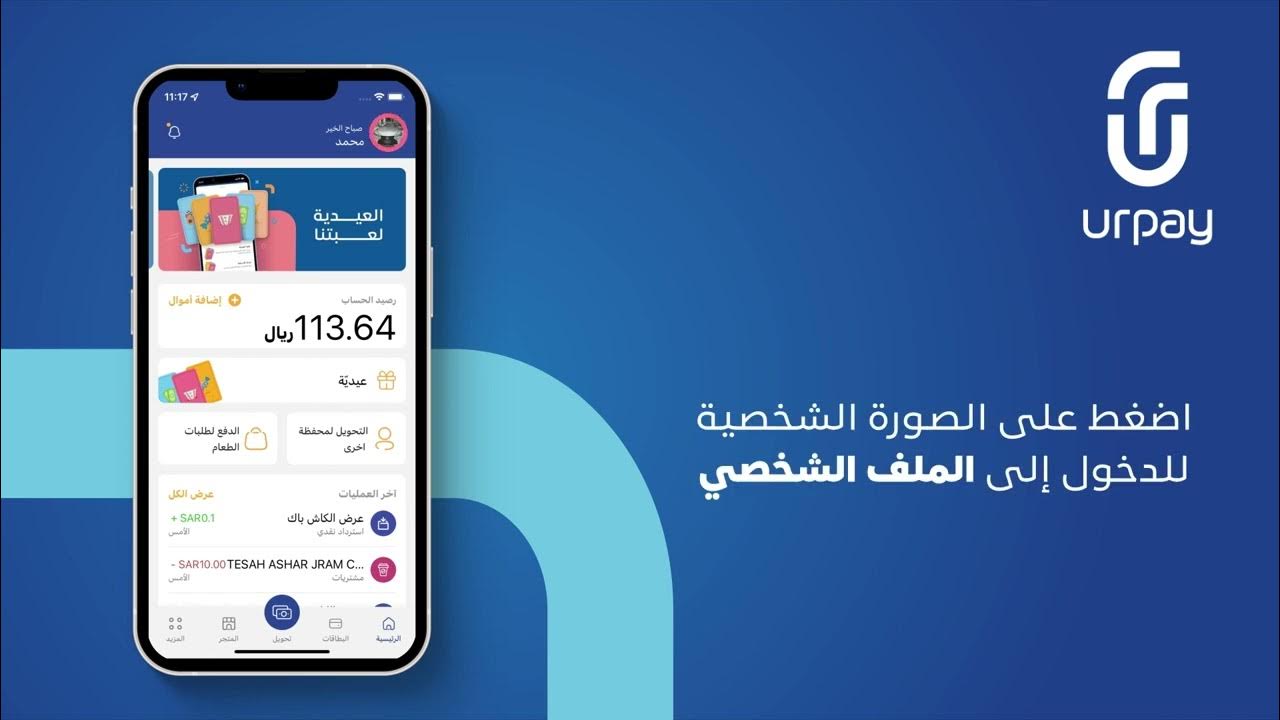 urpay
اضغط على الصورة الشخصية
للدخول إلى الملف الشخصي
11:17
صباح الخير
محمد
العيدية
لعبتنا
رصيد الحساب
إضافة أموال
113.64 ريال
عيديّة
التحويل لمحفظة
اخرى
الدفع لطلبات
الطعام
آخر العمليات
عرض الكل
عرض الكاش باك
+ SAR0.1
استرداد نقدي
الأمس
TESAH ASHAR JRAM C...
- SAR10.00
مشتريات
الأمس
الرئيسية
البطاقات
تحويل
المتجر
المزيد